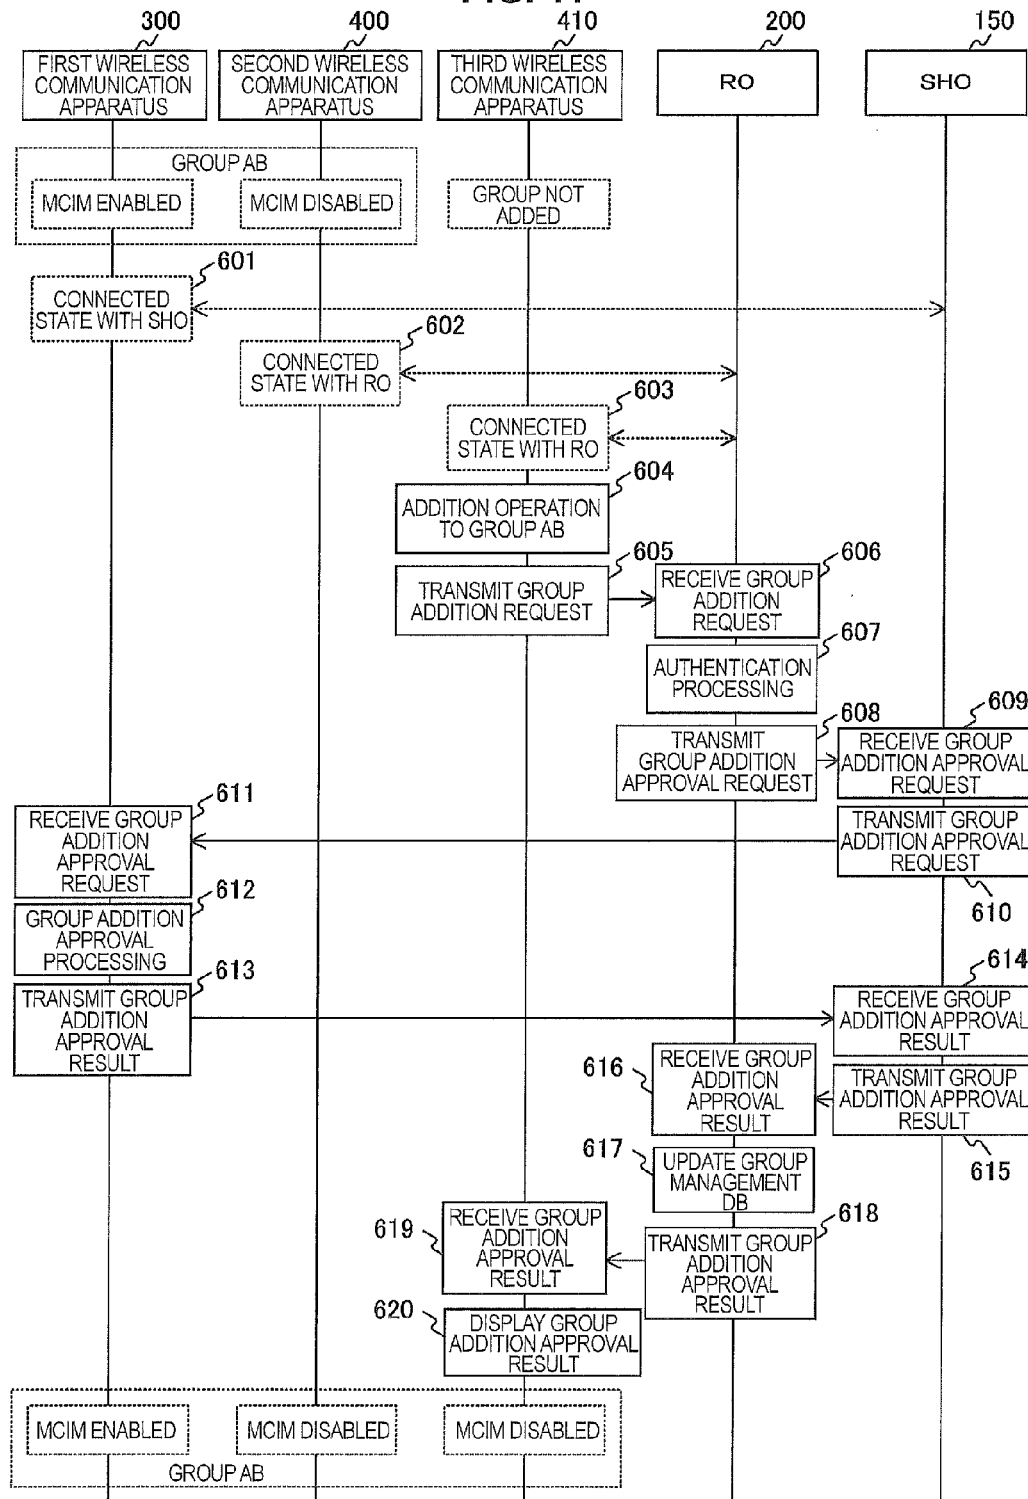 300
400
410
200
150
FIRST WIRELESS
COMMUNICATION
APPARATUS
SECOND WIRELESS
COMMUNICATION
APPARATUS
THIRD WIRELESS
COMMUNICATION
APPARATUS
RO
SHO
GROUP AB
MCIM ENABLED
MCIM DISABLED
GROUP NOT
ADDED
601
CONNECTED
STATE WITH SHO
602
CONNECTED
STATE WITH RO
603
CONNECTED
STATE WITH RO
604
ADDITION OPERATION
TO GROUP AB
605
TRANSMIT GROUP
ADDITION REQUEST
606
RECEIVE GROUP
ADDITION
REQUEST
607
AUTHENTICATION
PROCESSING
608
TRANSMIT
GROUP ADDITION
APPROVAL REQUEST
609
RECEIVE GROUP
ADDITION APPROVAL
REQUEST
TRANSMIT GROUP
ADDITION APPROVAL
REQUEST
610
611
RECEIVE GROUP
ADDITION
APPROVAL
REQUEST
612
GROUP ADDITION
APPROVAL
PROCESSING
613
TRANSMIT GROUP
ADDITION
APPROVAL
RESULT
614
RECEIVE GROUP
ADDITION APPROVAL
RESULT
TRANSMIT GROUP
ADDITION APPROVAL
RESULT
615
616
RECEIVE GROUP
ADDITION
APPROVAL
RESULT
617
UPDATE GROUP
MANAGEMENT
DB
618
TRANSMIT GROUP
ADDITION
APPROVAL
RESULT
619
RECEIVE GROUP
ADDITION
APPROVAL
RESULT
620
DISPLAY GROUP
ADDITION APPROVAL
RESULT
MCIM ENABLED
MCIM DISABLED
MCIM DISABLED
GROUP AB